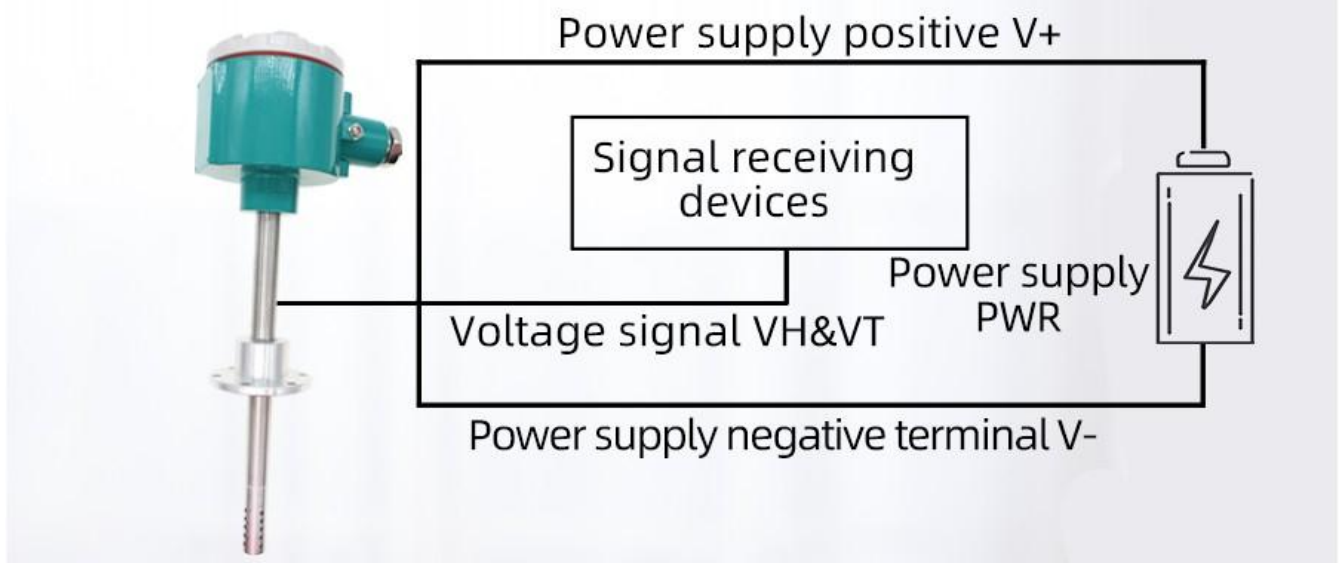 Power supply positive V+
Signal receiving
devices
Power supply
PWR
Voltage signal VH&VT
Power supply negative terminal V-